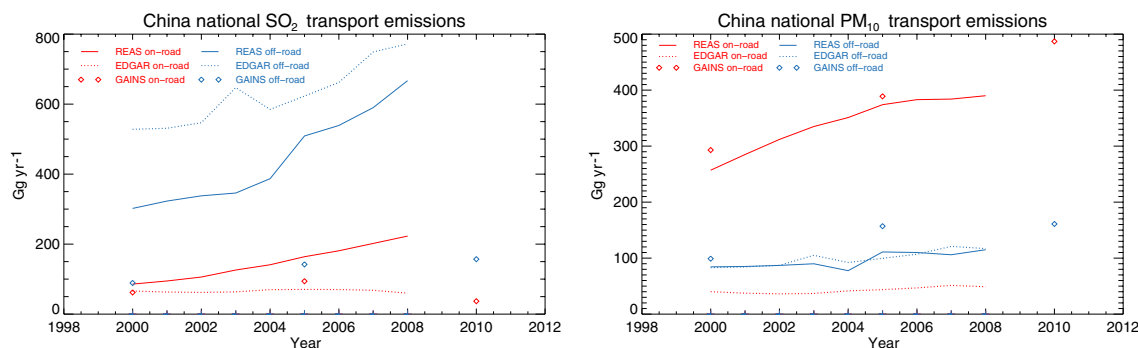 China national SO2 transport emissions
REAS on-road REAS off-road
EDGAR on-road EDGAR off-road
GAINS on-road GAINS off-road
800
600
400
200
0
Gg yr-1
1998 2000 2002 2004 2006 2008 2010 2012
Year
China national PM10 transport emissions
REAS on-road REAS off-road
EDGAR on-road EDGAR off-road
GAINS on-road GAINS off-road
500
400
300
200
100
0
Gg yr-1
1998 2000 2002 2004 2006 2008 2010 2012
Year